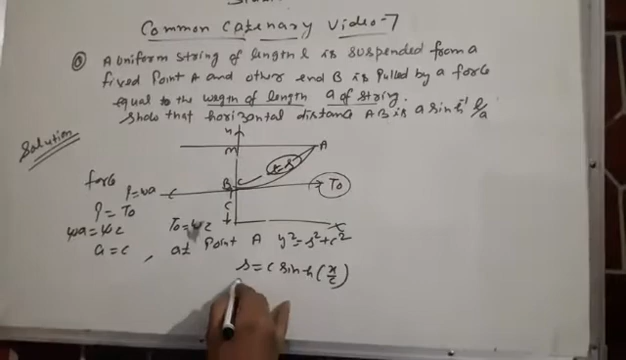 Common Catenary Video-7
Q A uniform string of length l is suspended from a
fixed Point A and other end B is Pulled by a force
equal to the weigth of length a of string.
Show that horizontal distance AB is a sinh⁻¹ l/a
Solution
M
A
B
C
T₀
C
force
P=wa
P = T₀
wa = wc
a = c ,
T₀=wc
at Point A y²=s²+c²
s = c sinh(x/c)